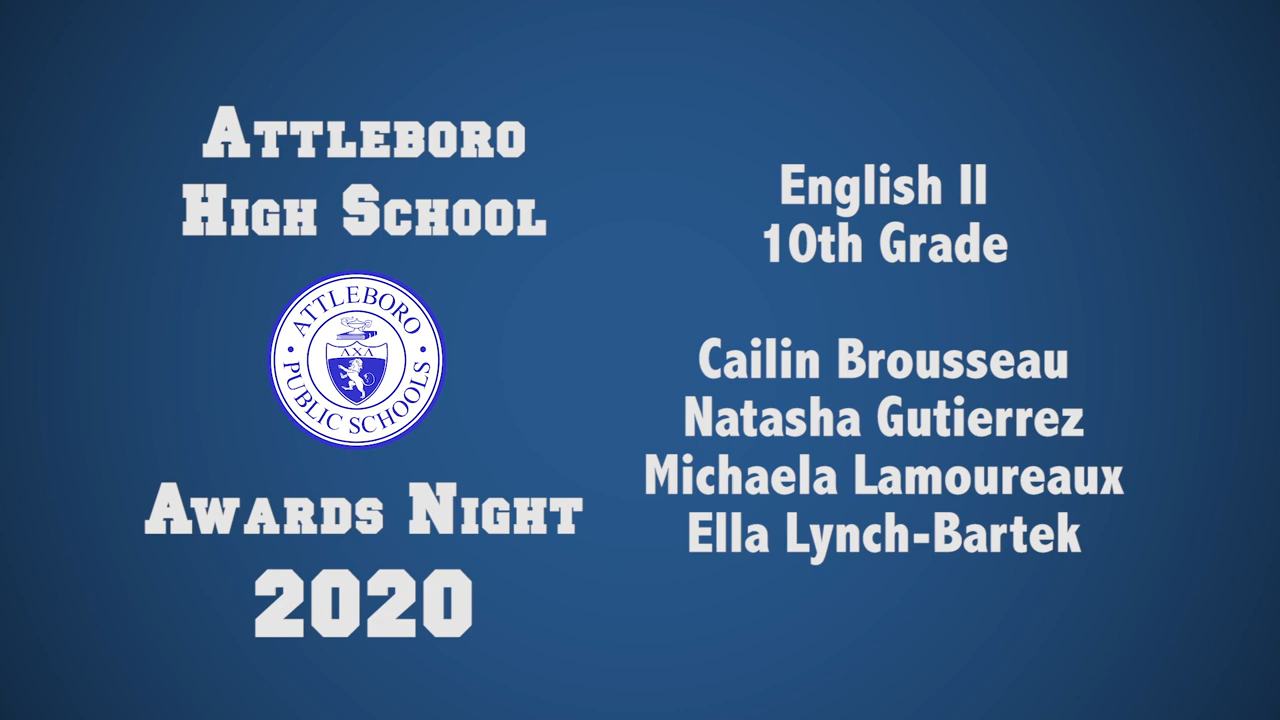 Attleboro
High School
ATTLEBORO
PUBLIC SCHOOLS
Awards Night
2020
English II
10th Grade
Cailin Brousseau
Natasha Gutierrez
Michaela Lamoureaux
Ella Lynch-Bartek